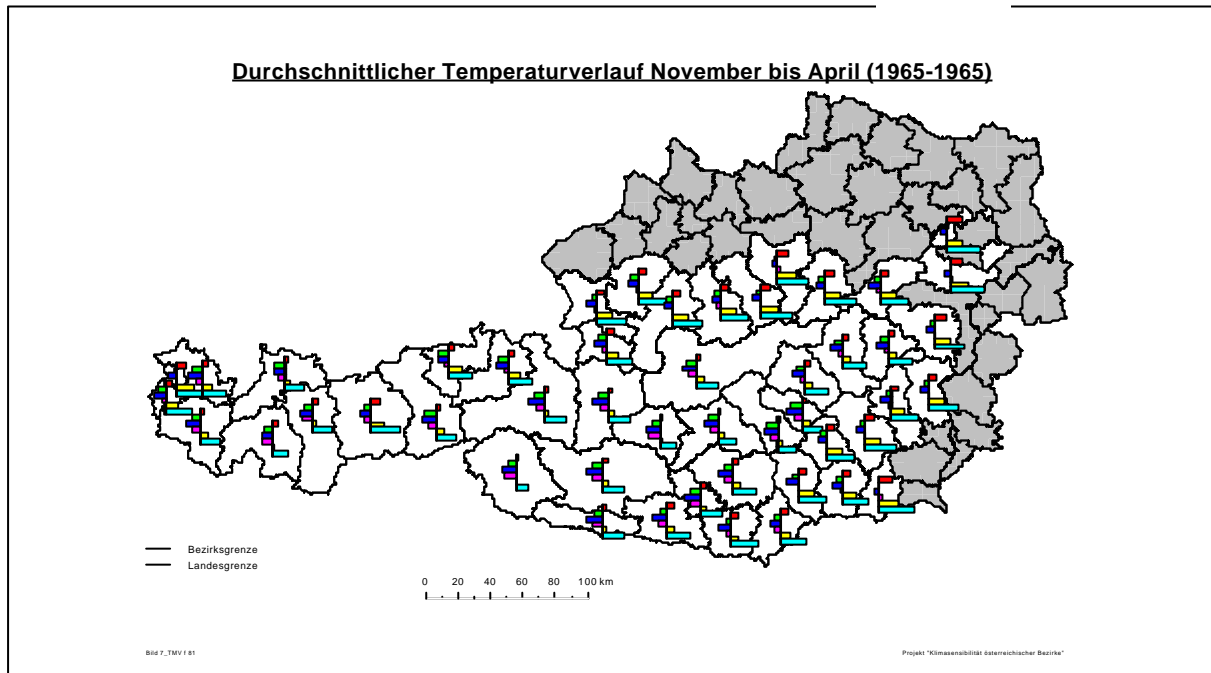 Durchschnittlicher Temperaturverlauf November bis April (1965-1965)
Bezirksgrenze
Landesgrenze
0 20 40 60 80 100 km
Bild 7_TMV f 81
Projekt "Klimasensibilität österreichischer Bezirke"